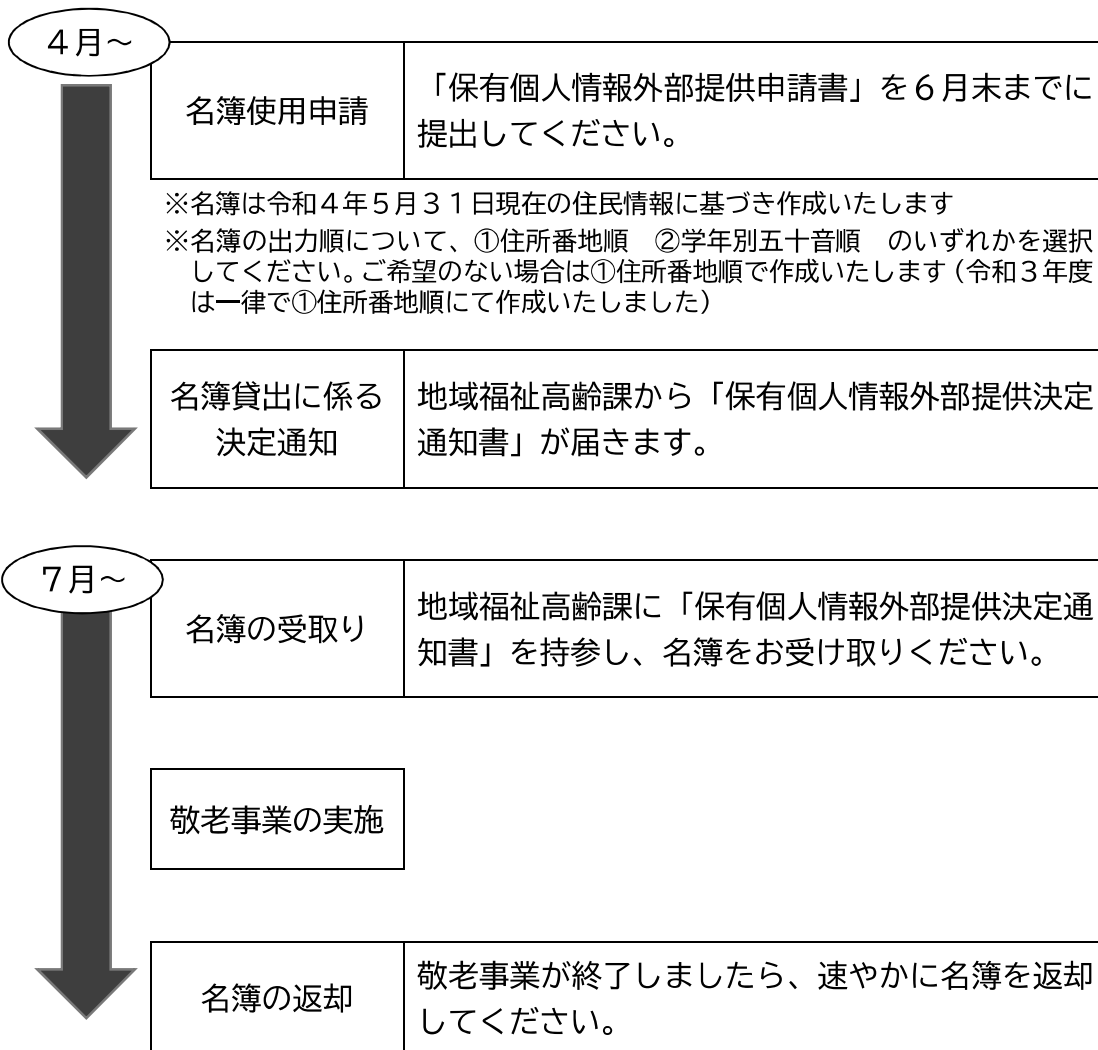 ４月～
名簿使用申請
「保有個人情報外部提供申請書」を６月末までに
提出してください。
※名簿は令和４年５月３１日現在の住民情報に基づき作成いたします
※名簿の出力順について、①住所番地順　②学年別五十音順　のいずれかを選択
してください。ご希望のない場合は①住所番地順で作成いたします（令和３年度
は一律で①住所番地順にて作成いたしました）
名簿貸出に係る
決定通知
地域福祉高齢課から「保有個人情報外部提供決定
通知書」が届きます。
７月～
名簿の受取り
地域福祉高齢課に「保有個人情報外部提供決定通
知書」を持参し、名簿をお受け取りください。
敬老事業の実施
名簿の返却
敬老事業が終了しましたら、速やかに名簿を返却
してください。